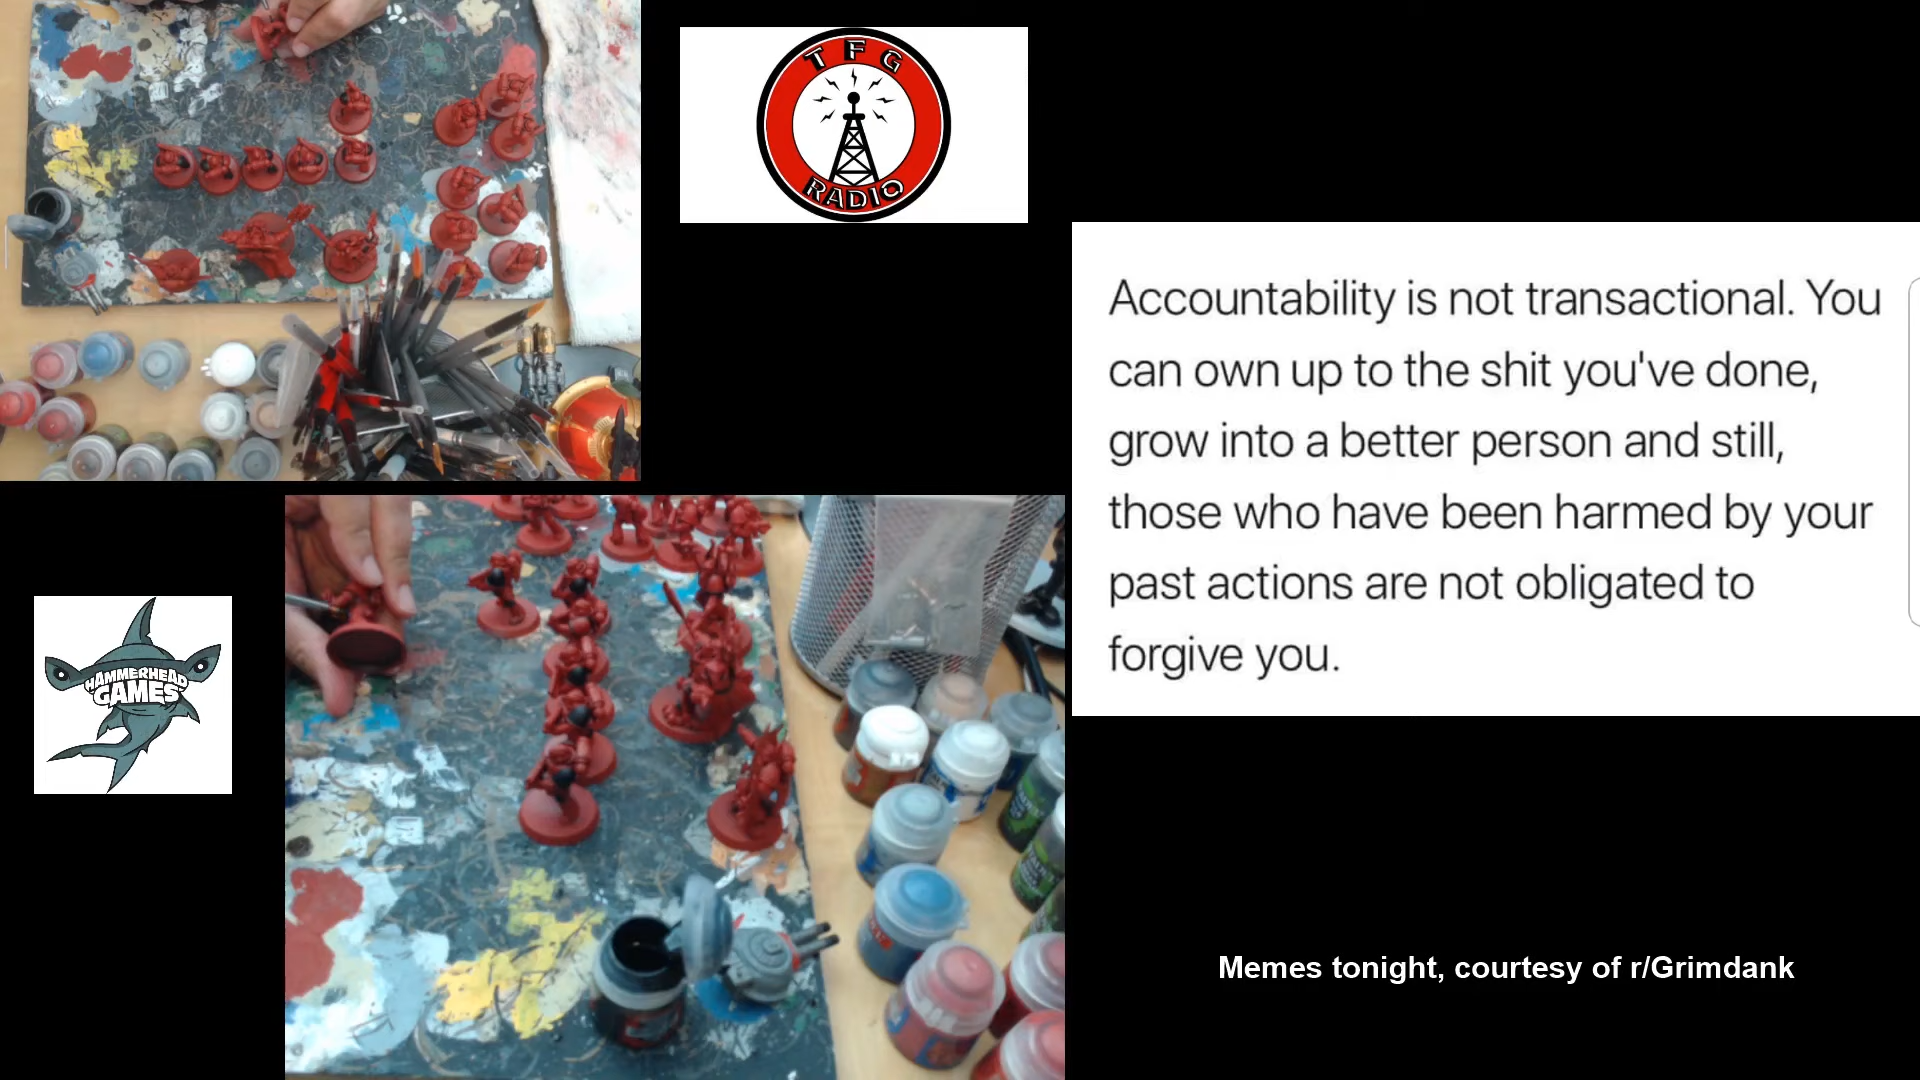 TFG
RADIO
Accountability is not transactional. You
can own up to the shit you've done,
grow into a better person and still,
those who have been harmed by your
past actions are not obligated to
forgive you.
HAMMERHEAD
GAMES
Memes tonight, courtesy of r/Grimdank